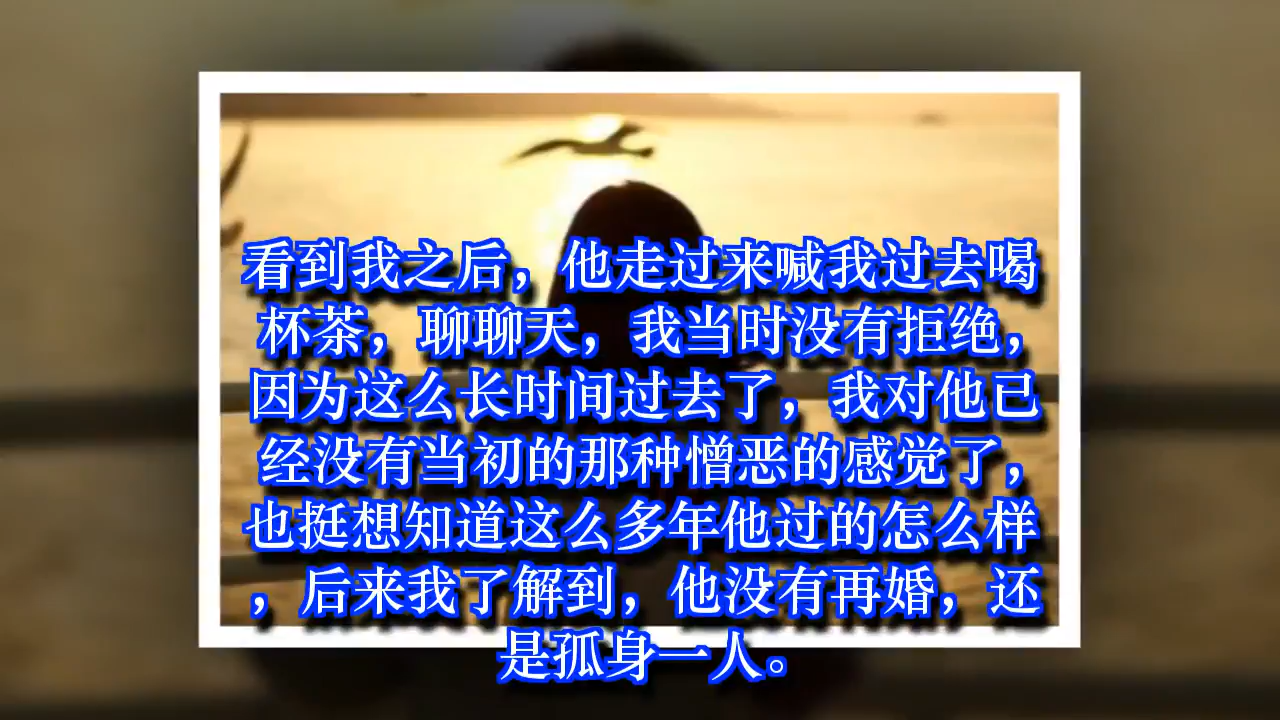 看到我之后，他走过来喊我过去喝
杯茶，聊聊天，我当时没有拒绝，
因为这么长时间过去了，我对他已
经没有当初的那种憎恶的感觉了，
也挺想知道这么多年他过的怎么样
，后来我了解到，他没有再婚，还
是孤身一人。